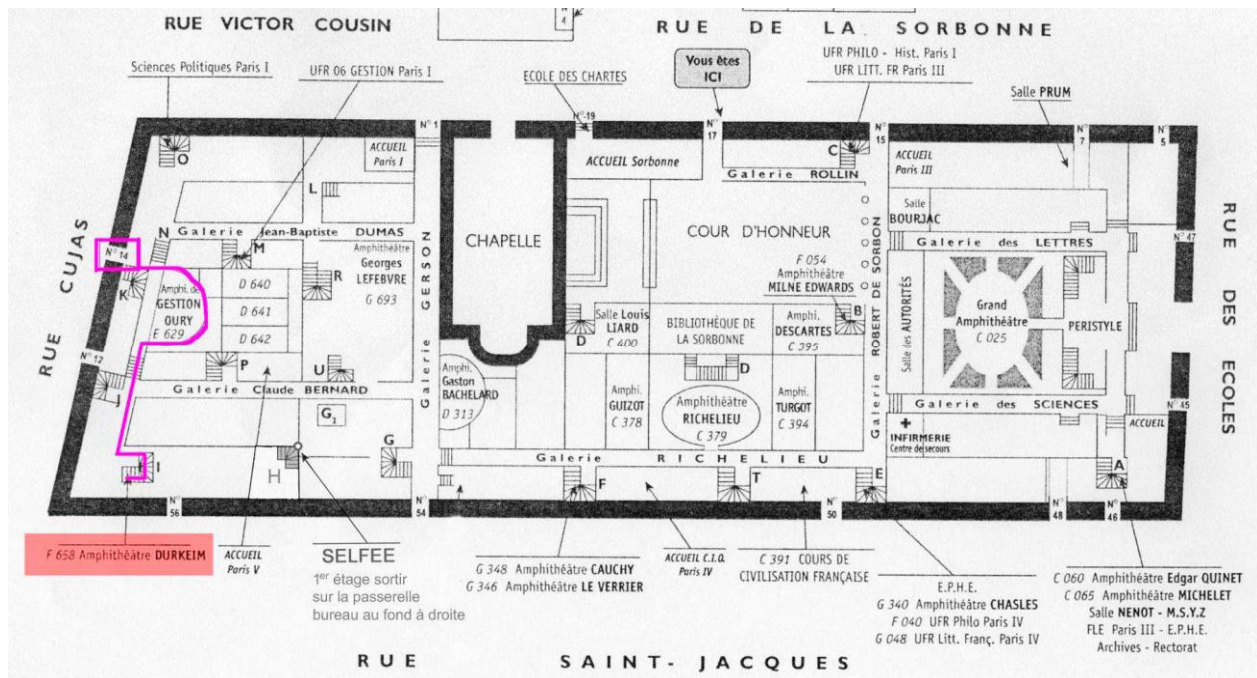 RUE VICTOR COUSIN
4
RUE DE LA SORBONNE
Sciences Politiques Paris I
UFR 06 GESTION Paris I
ECOLE DES CHARTES
Vous êtes
ICI
UFR PHILO - Hist. Paris I
UFR LITT. FR Paris III
Salle PRUM
N° 1
N°-19
N°
17
N°
15
N°
7
N°
5
O
ACCUEIL
Paris I
ACCUEIL Sorbonne
C
ACCUEIL
Paris III
Galerie ROLLIN
L
Salle
BOURJAC
N
Galerie Jean-Baptiste DUMAS
M
CHAPELLE
COUR D'HONNEUR
Galerie des LETTRES
N° 47
N° 14
Amphithéâtre
Georges
LEFEBVRE
G 693
R
K
Amphi. de
GESTION
OURY
F 629
D 640
D 641
D 642
F 054
Amphithéâtre
MILNE EDWARDS
Grand
Amphithéâtre
C 025
PERISTYLE
Salle des AUTORITÉS
Galerie GERSON
Galerie ROBERT DE SORBON
RUE CUJAS
RUE DES ECOLES
D
Salle Louis
LIARD
C 400
BIBLIOTHÈQUE DE
LA SORBONNE
Amphi.
DESCARTES
C 395
B
N° 12
P
U
D
J
Galerie Claude BERNARD
Amphi.
Gaston
BACHELARD
D 313
Amphi.
GUIZOT
C 378
Amphithéâtre
RICHELIEU
C 379
Amphi.
TURGOT
C 394
Galerie des SCIENCES
N° 45
G2
G
INFIRMERIE
Centre de secours
ACCUEIL
Galerie RICHELIEU
I
H
F
T
E
A
N°
56
N°
54
N°
50
N°
48
N°
46
F 658 Amphithéâtre DURKEIM
ACCUEIL
Paris V
SELFEE
1er étage sortir
sur la passerelle
bureau au fond à droite
G 348 Amphithéâtre CAUCHY
G 346 Amphithéâtre LE VERRIER
ACCUEIL C.I.O.
Paris IV
C 391 COURS DE
CIVILISATION FRANÇAISE
E.P.H.E.
G 340 Amphithéâtre CHASLES
F 040 UFR Philo Paris IV
G 048 UFR Litt. Franç. Paris IV
C 060 Amphithéâtre Edgar QUINET
C 065 Amphithéâtre MICHELET
Salle NENOT - M.S.Y.Z
FLE Paris III - E.P.H.E.
Archives - Rectorat
RUE SAINT-JACQUES